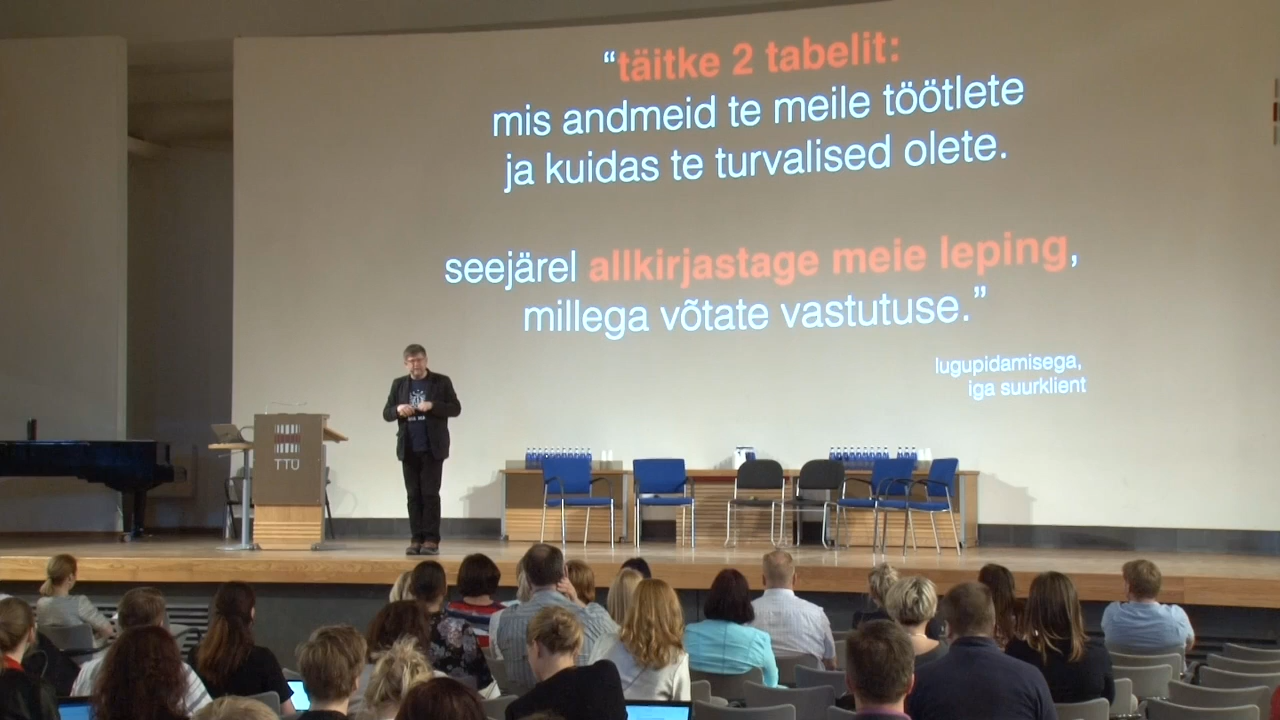 “täitke 2 tabelit:
mis andmeid te meile töötlete
ja kuidas te turvalised olete.
seejärel allkirjastage meie leping,
millega võtate vastutuse.”
lugupidamisega,
iga suurklient
TTÜ